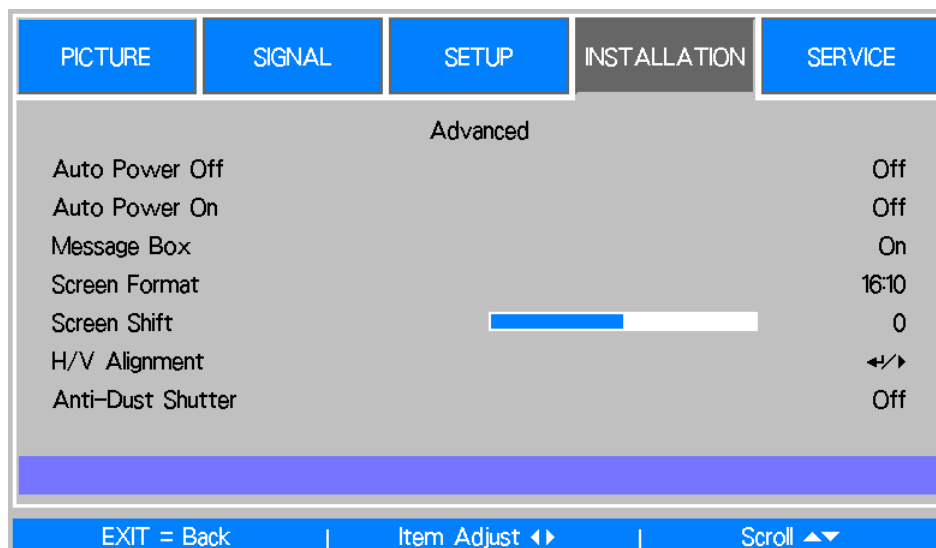 PICTURE SIGNAL SETUP INSTALLATION SERVICE
Advanced
Auto Power Off Off
Auto Power On Off
Message Box On
Screen Format 16:10
Screen Shift 0
H/V Alignment ↵/▶
Anti-Dust Shutter Off
EXIT = Back | Item Adjust ◀▶ | Scroll ▲▼